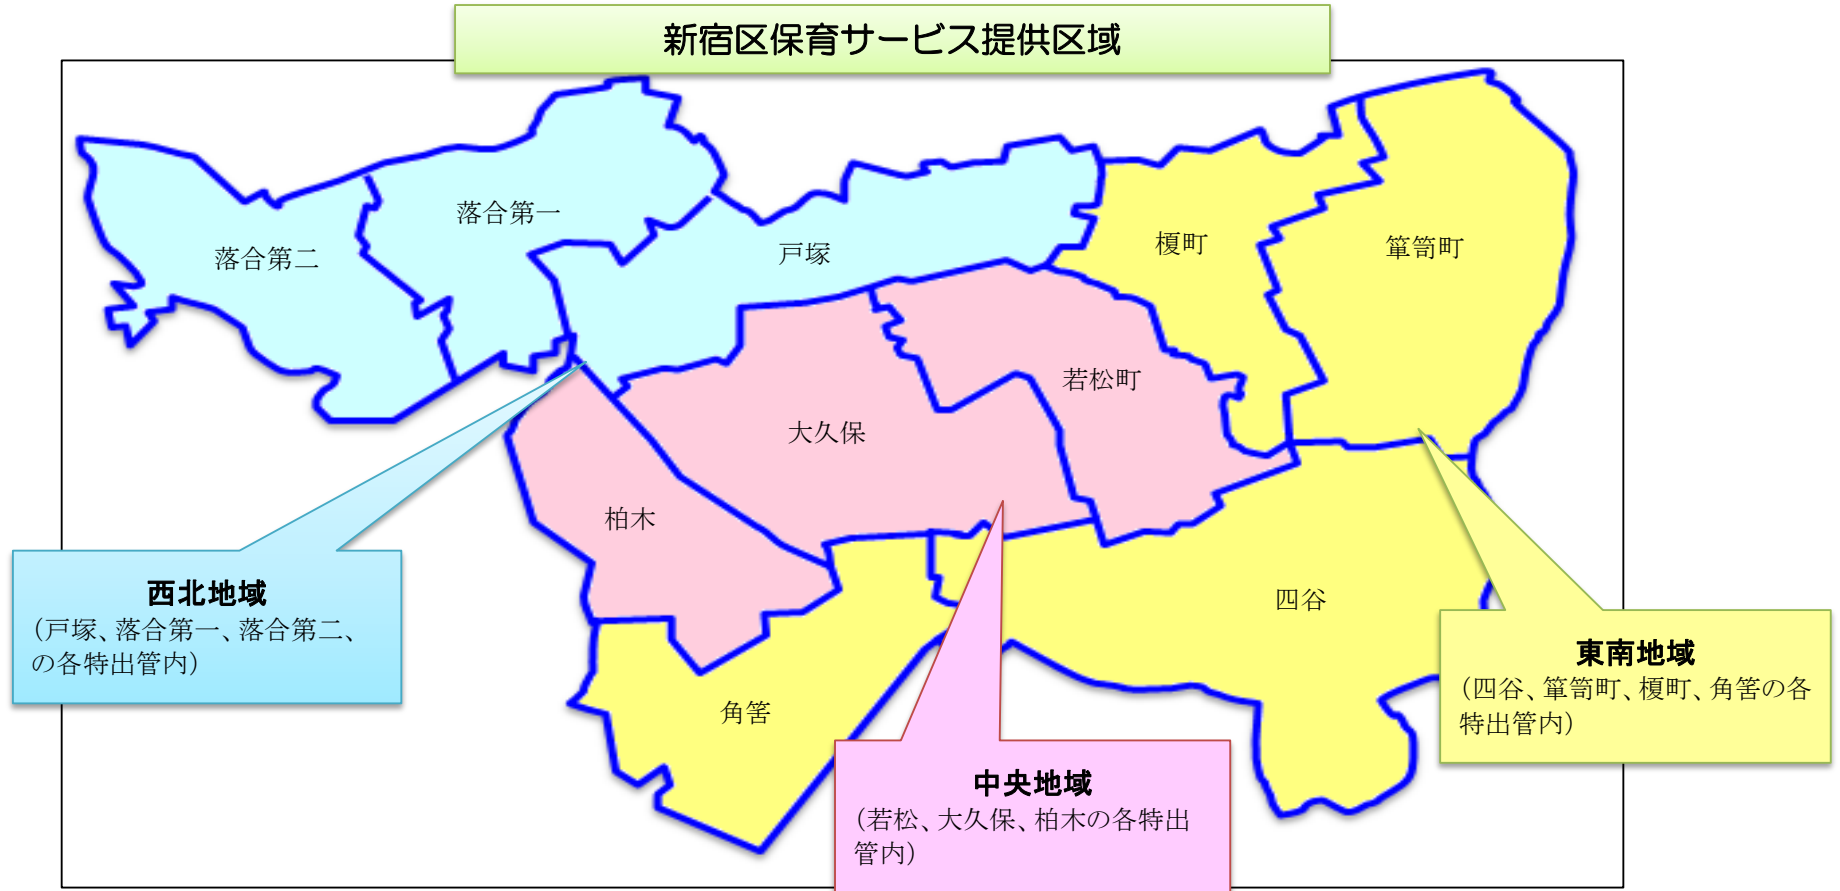 新宿区保育サービス提供区域
落合第一
落合第二
戸塚
榎町
箪笥町
若松町
大久保
柏木
四谷
角筈
西北地域
（戸塚、落合第一、落合第二、
の各特出管内）
東南地域
（四谷、箪笥町、榎町、角筈の各
特出管内）
中央地域
（若松、大久保、柏木の各特出
管内）